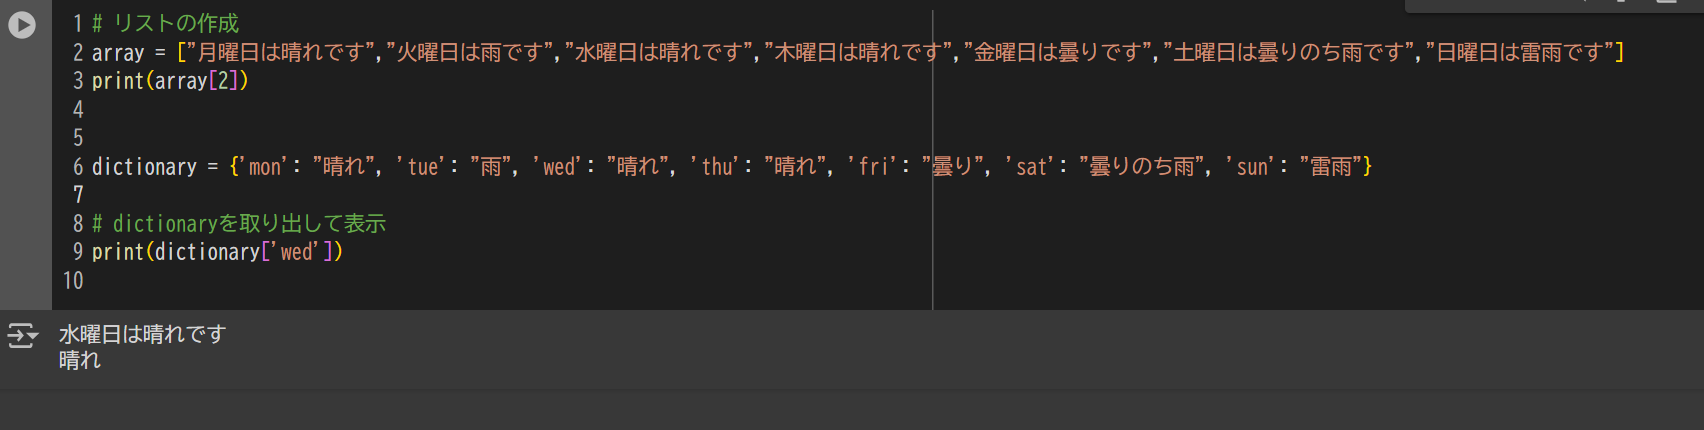 1 # リストの作成
2 array = ["月曜日は晴れです","火曜日は雨です","水曜日は晴れです","木曜日は晴れです","金曜日は曇りです","土曜日は曇りのち雨です","日曜日は雷雨です"]
3 print(array[2])
4
5
6 dictionary = {'mon': "晴れ", 'tue': "雨", 'wed': "晴れ", 'thu': "晴れ", 'fri': "曇り", 'sat': "曇りのち雨", 'sun': "雷雨"}
7
8 # dictionaryを取り出して表示
9 print(dictionary['wed'])
10
水曜日は晴れです
晴れ